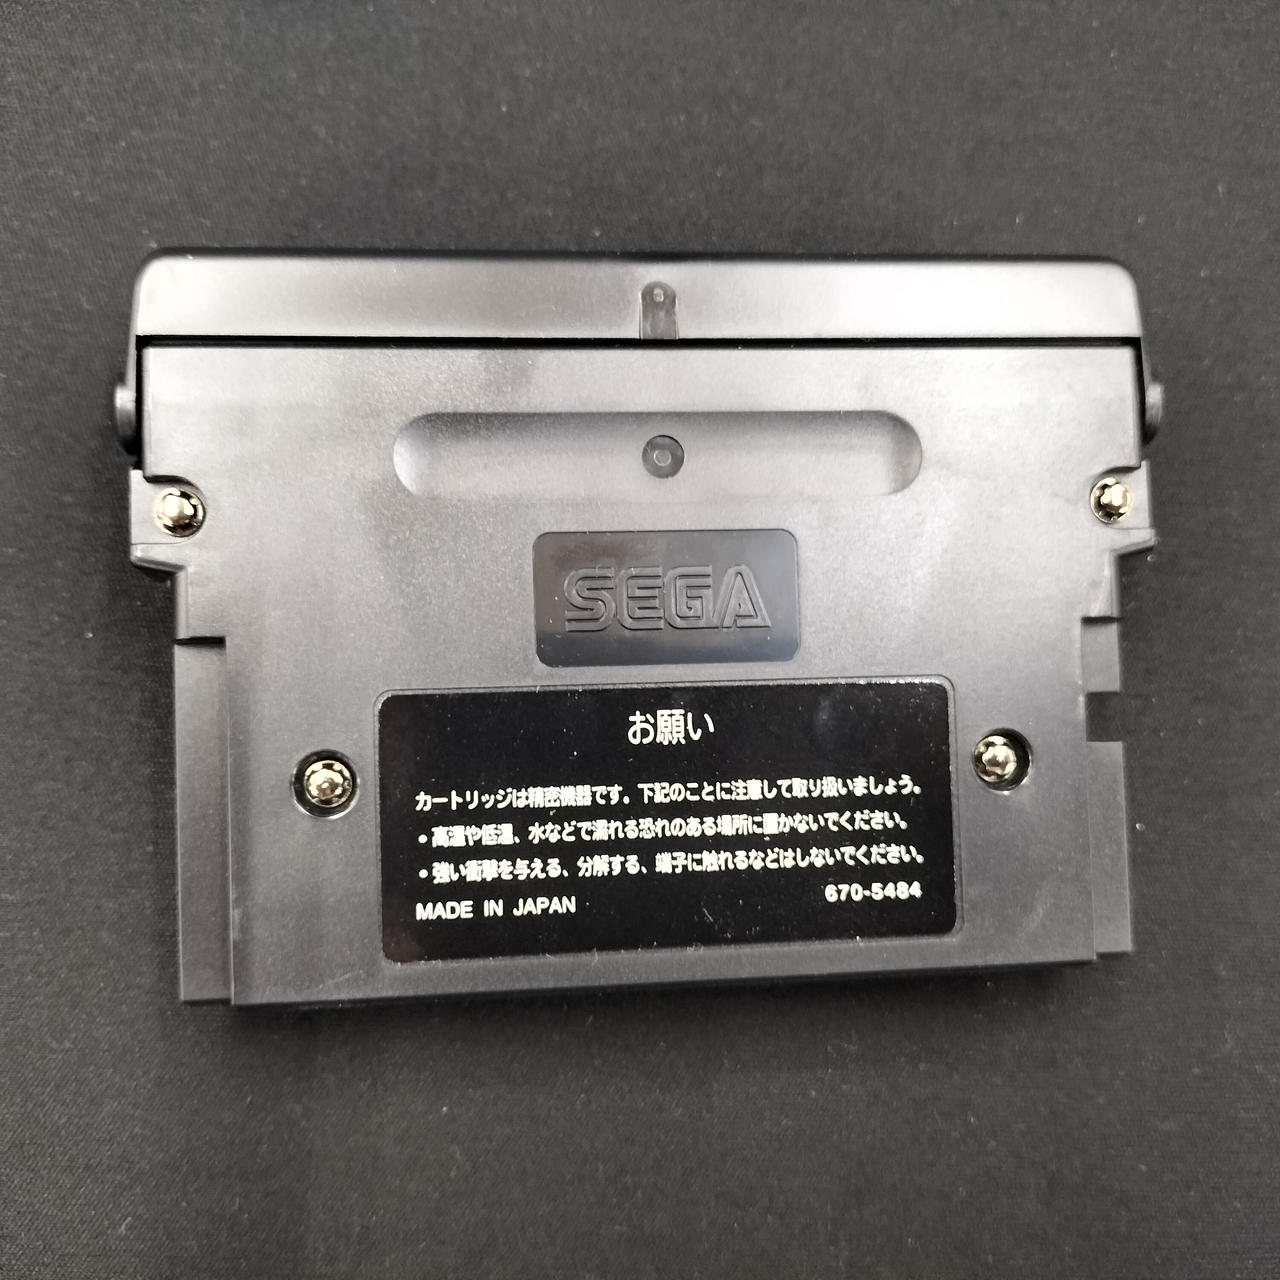 SEGA
お願い
カートリッジは精密機器です。下記のことに注意して取り扱いましょう。
・高温や低温、水などで濡れる恐れのある場所に置かないでください。
・強い衝撃を与える、分解する、端子に触れるなどはしないでください。
MADE IN JAPAN
670-5484